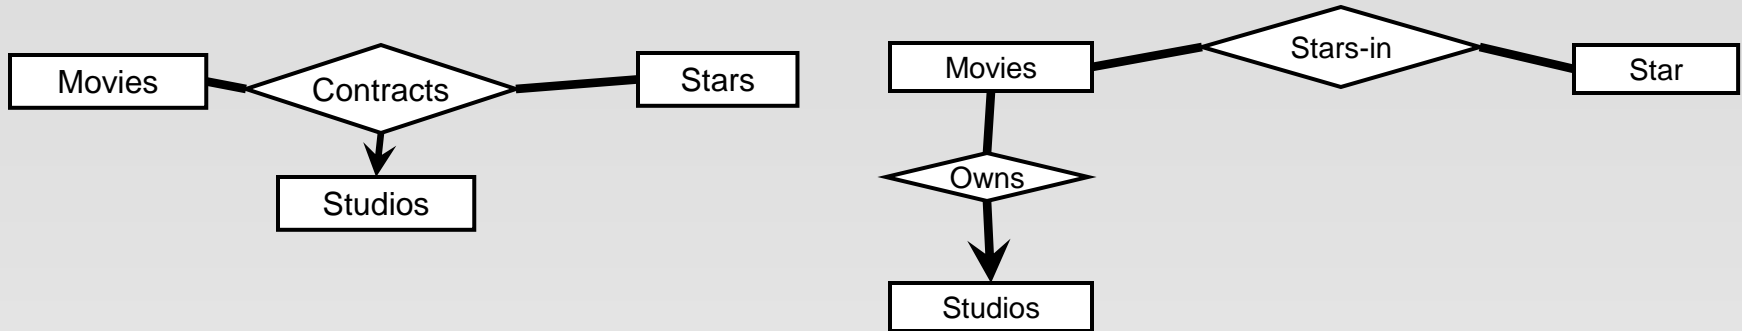 Movies
Contracts
Stars
Studios
Movies
Stars-in
Star
Owns
Studios